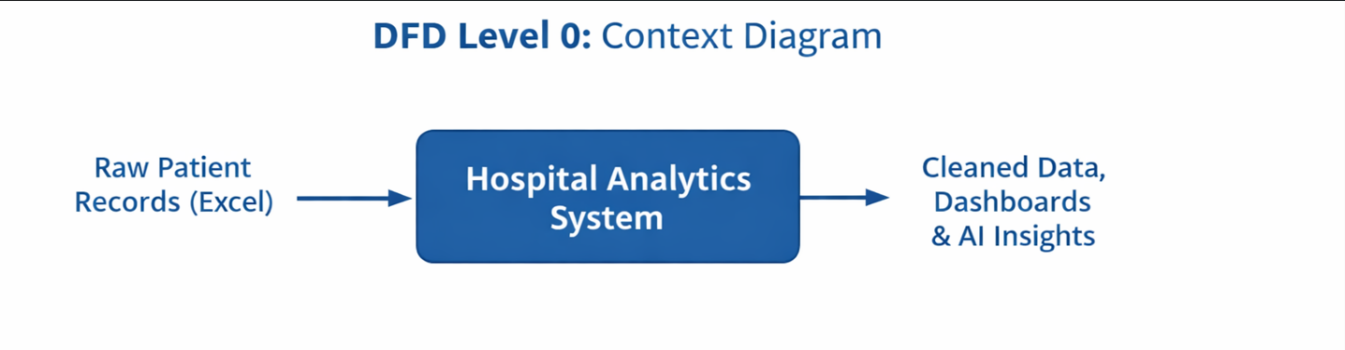 DFD Level 0: Context Diagram
Raw Patient
Records (Excel)
Hospital Analytics
System
Cleaned Data,
Dashboards
& AI Insights